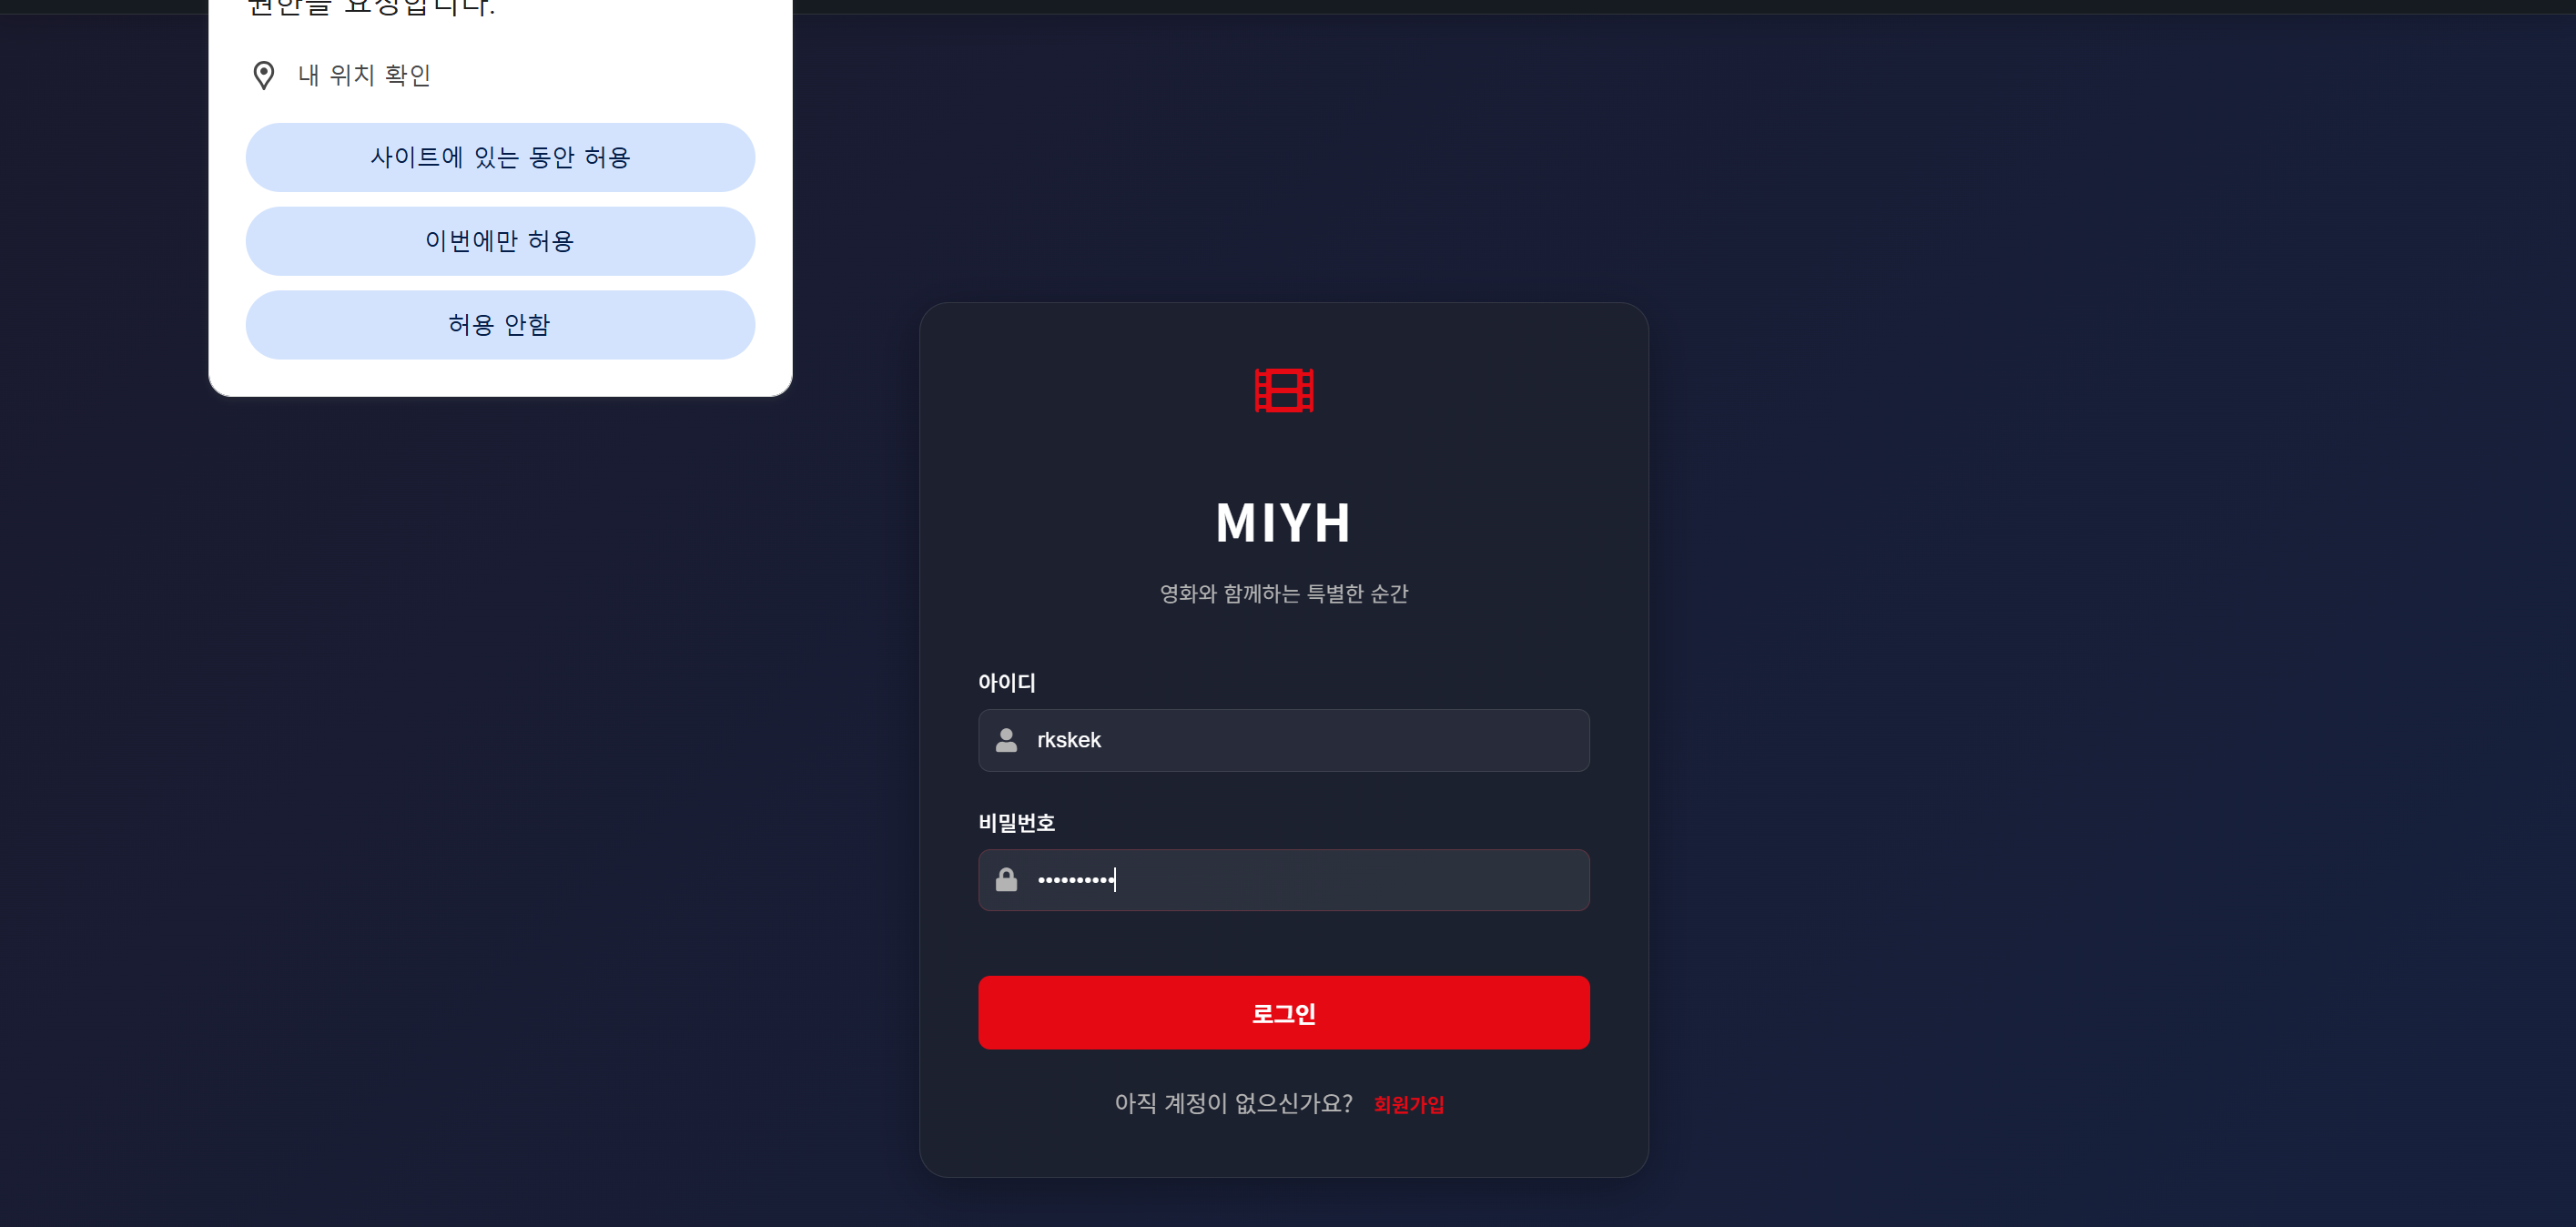 권한을 요청합니다.
내 위치 확인
사이트에 있는 동안 허용
이번에만 허용
허용 안함
MIYH
영화와 함께하는 특별한 순간
아이디
rkskek
비밀번호
••••••••••
로그인
아직 계정이 없으신가요? 회원가입